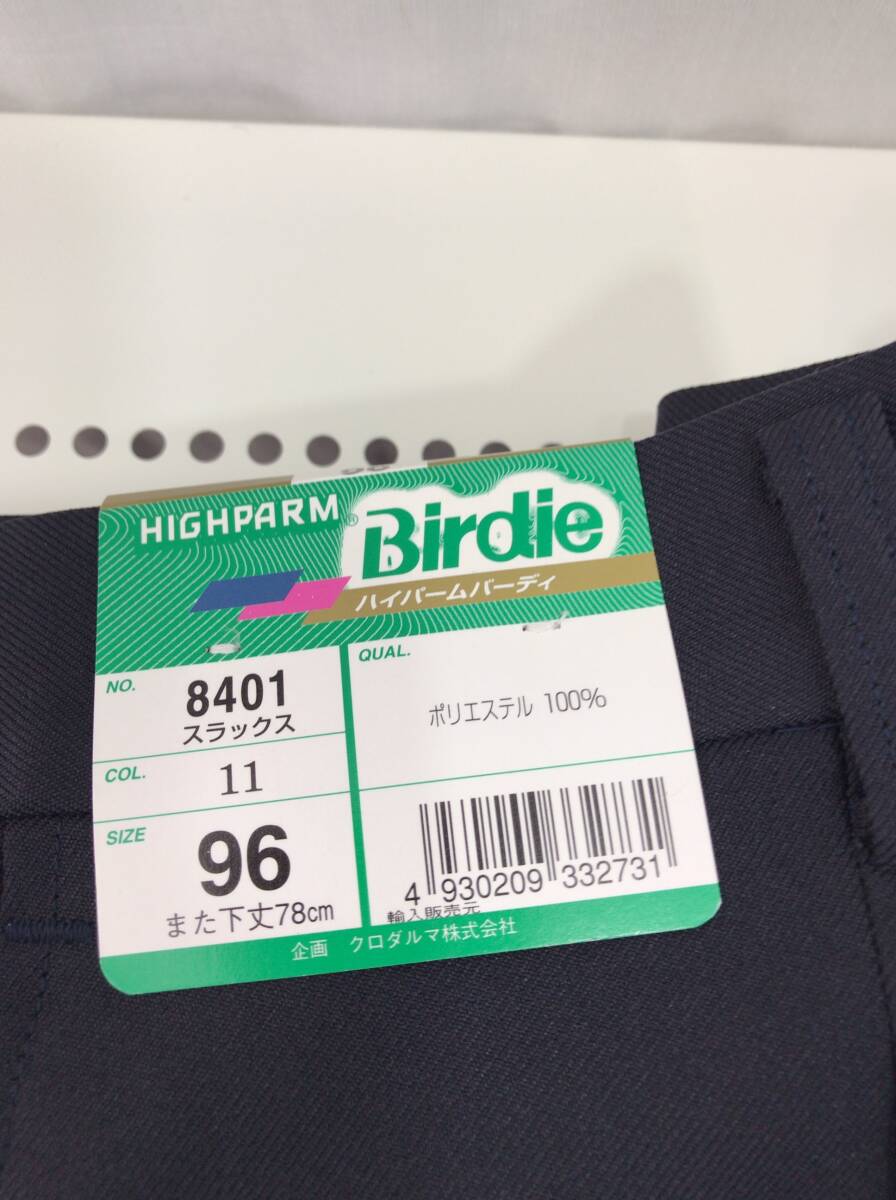 HIGHPARM® Birdie
ハイパームバーディ
NO. 8401
スラックス
COL. 11
SIZE 96
また下丈78cm
QUAL.
ポリエステル 100%
4 930209 332731
輸入販売元
企画 クロダルマ株式会社